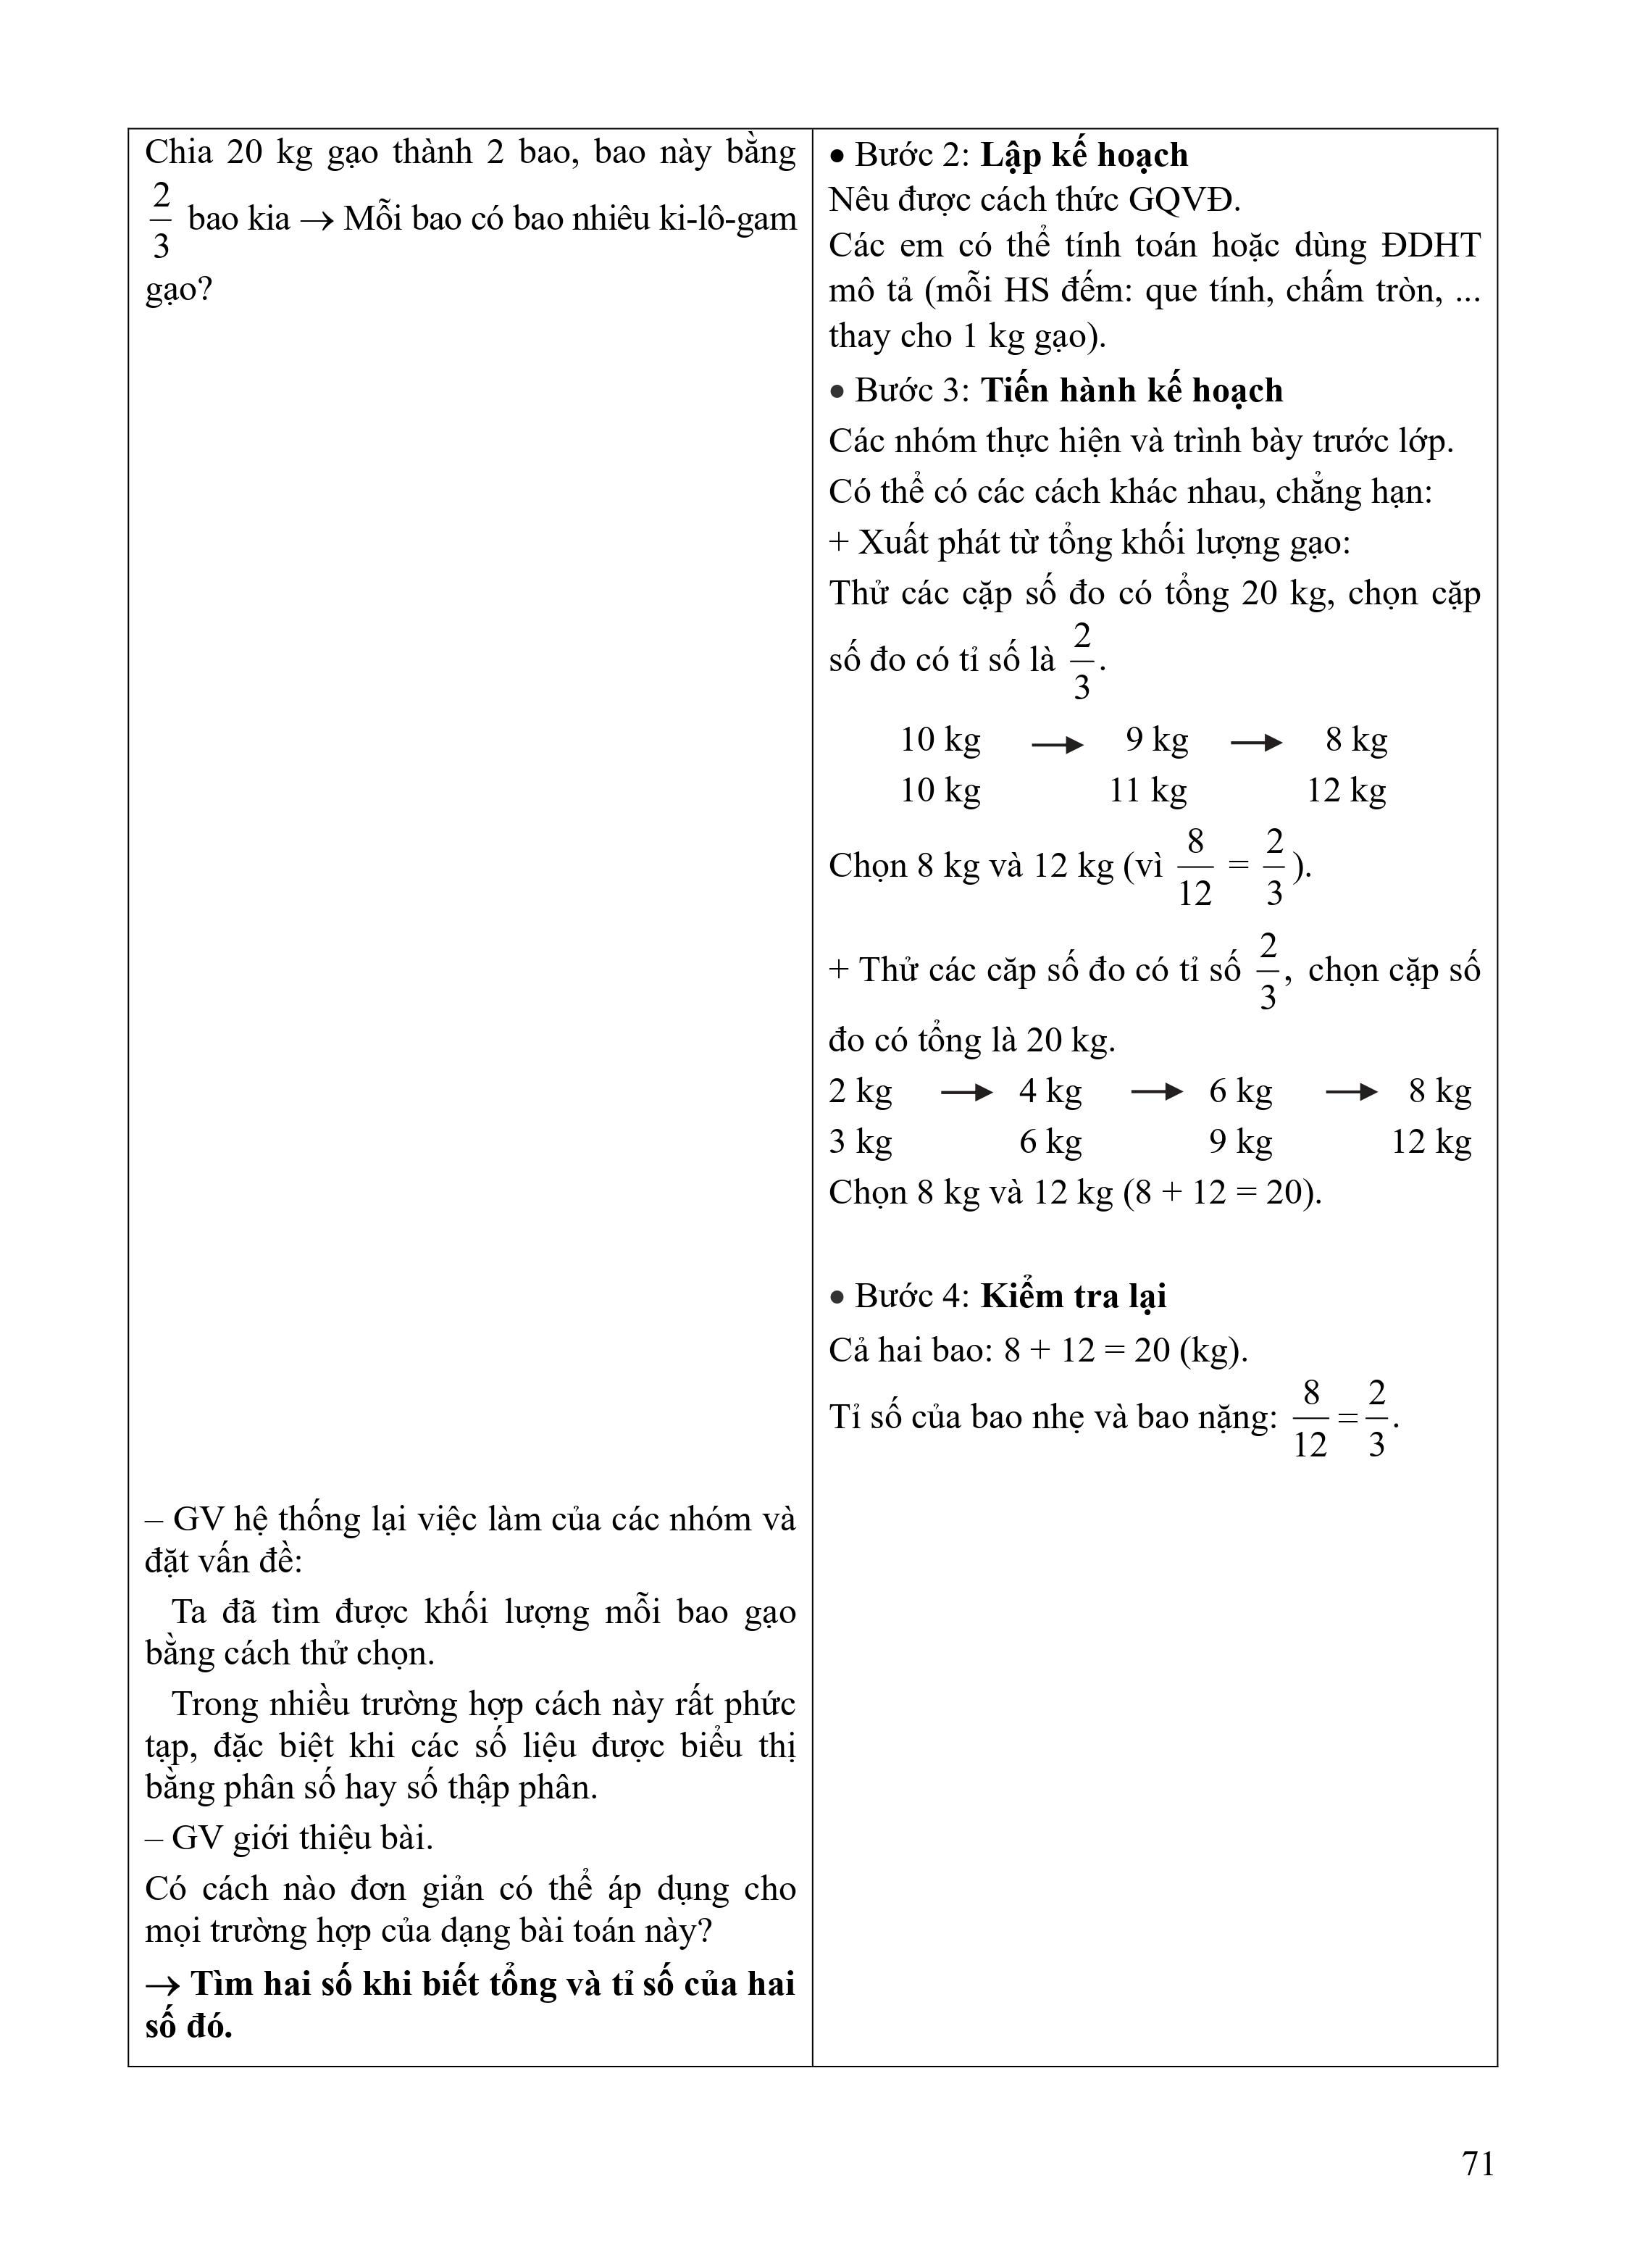 Chia 20 kg gạo thành 2 bao, bao này bằng
2/3 bao kia → Mỗi bao có bao nhiêu ki-lô-gam
gạo?
– GV hệ thống lại việc làm của các nhóm và
đặt vấn đề:
Ta đã tìm được khối lượng mỗi bao gạo
bằng cách thử chọn.
Trong nhiều trường hợp cách này rất phức
tạp, đặc biệt khi các số liệu được biểu thị
bằng phân số hay số thập phân.
– GV giới thiệu bài.
Có cách nào đơn giản có thể áp dụng cho
mọi trường hợp của dạng bài toán này?
→ Tìm hai số khi biết tổng và tỉ số của hai
số đó.
• Bước 2: Lập kế hoạch
Nêu được cách thức GQVĐ.
Các em có thể tính toán hoặc dùng ĐDHT
mô tả (mỗi HS đếm: que tính, chấm tròn, ...
thay cho 1 kg gạo).
• Bước 3: Tiến hành kế hoạch
Các nhóm thực hiện và trình bày trước lớp.
Có thể có các cách khác nhau, chẳng hạn:
+ Xuất phát từ tổng khối lượng gạo:
Thử các cặp số đo có tổng 20 kg, chọn cặp
số đo có tỉ số là 2/3.
10 kg → 9 kg → 8 kg
10 kg 11 kg 12 kg
Chọn 8 kg và 12 kg (vì 8/12 = 2/3).
+ Thử các căp số đo có tỉ số 2/3, chọn cặp số
đo có tổng là 20 kg.
2 kg → 4 kg → 6 kg → 8 kg
3 kg 6 kg 9 kg 12 kg
Chọn 8 kg và 12 kg (8 + 12 = 20).
• Bước 4: Kiểm tra lại
Cả hai bao: 8 + 12 = 20 (kg).
Tỉ số của bao nhẹ và bao nặng: 8/12 = 2/3.
71